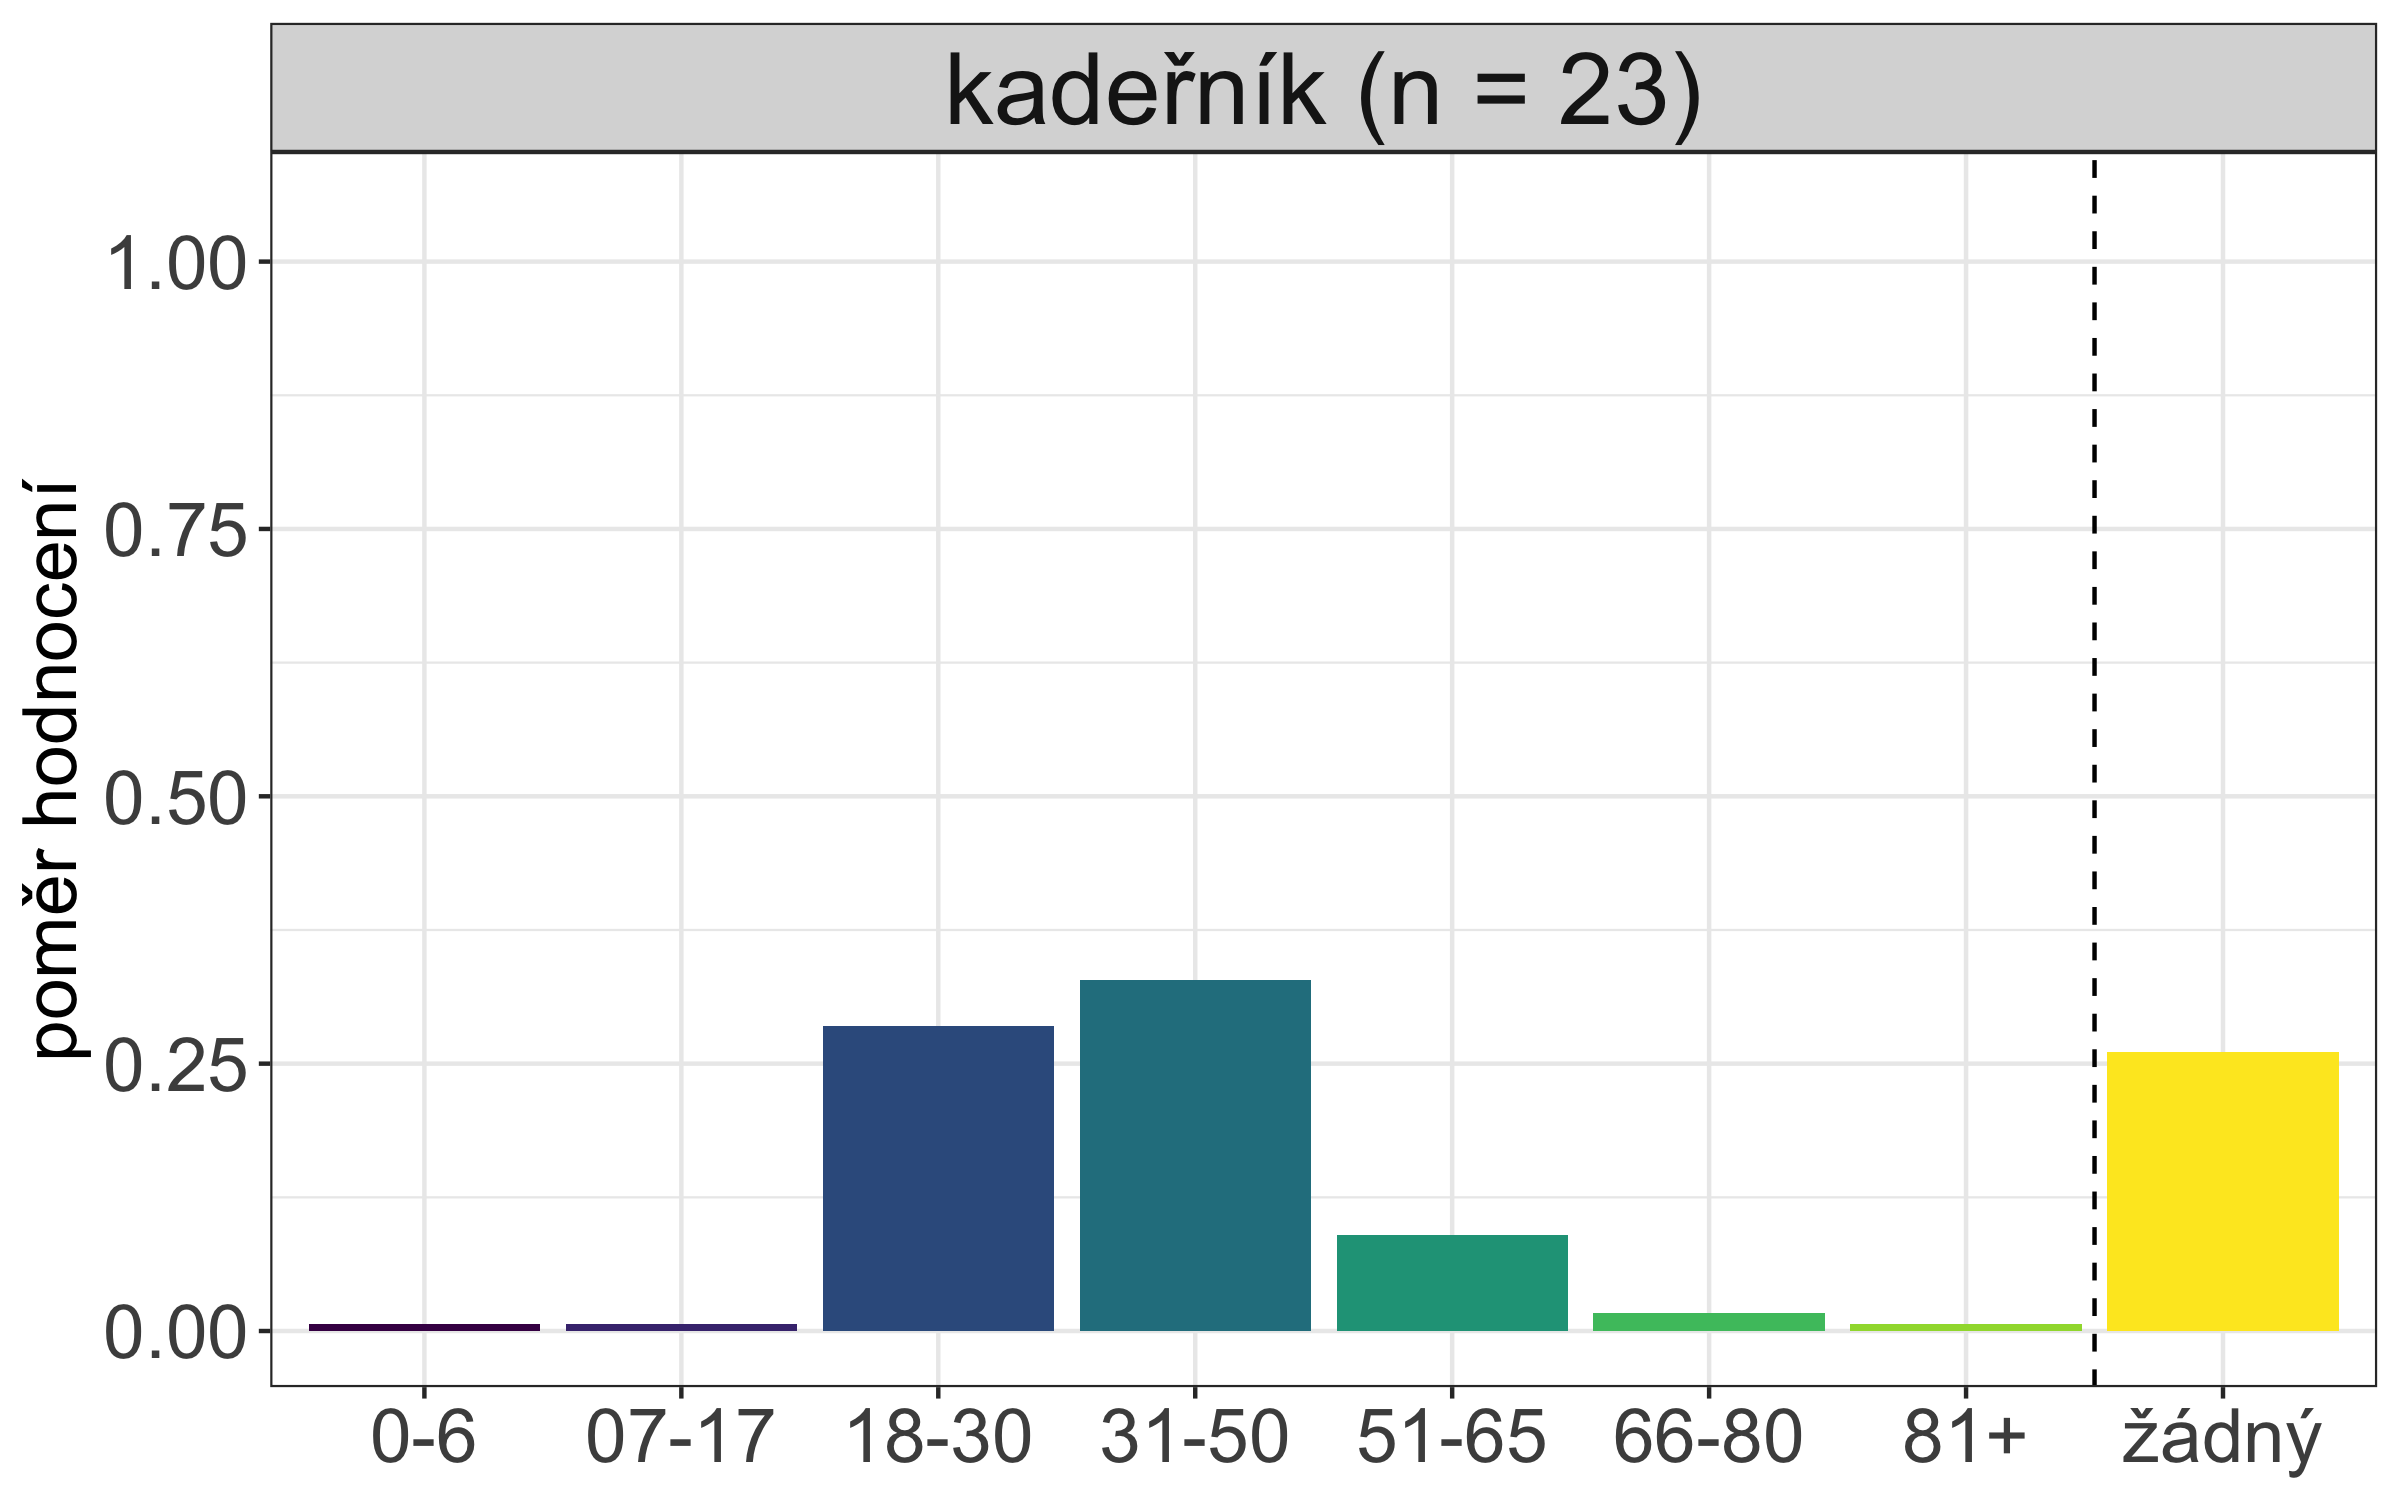 kadeřník (n = 23)
poměr hodnocení
1.00
0.75
0.50
0.25
0.00
0-6 07-17 18-30 31-50 51-65 66-80 81+ žádný